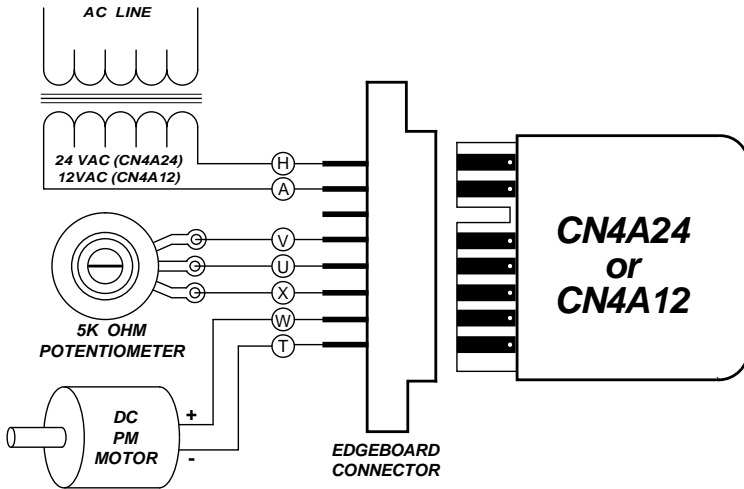 AC LINE
24 VAC (CN4A24)
12VAC (CN4A12)
H
A
V
U
X
W
T
5K OHM
POTENTIOMETER
DC
PM
MOTOR
+
-
EDGEBOARD
CONNECTOR
CN4A24
or
CN4A12